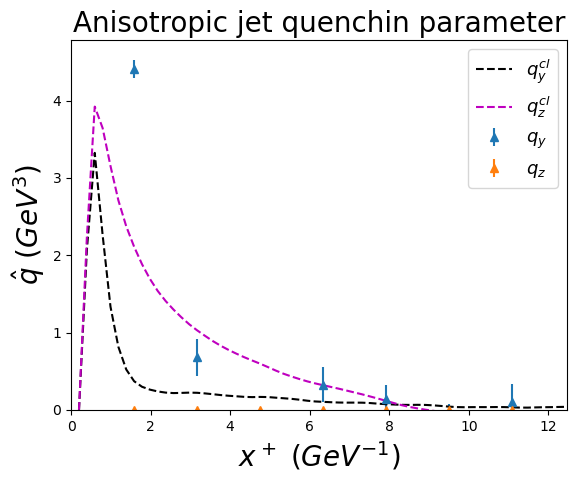 Anisotropic jet quenchin parameter
q̂ (GeV³)
4
3
2
1
0
q_y^{cl}
q_z^{cl}
q_y
q_z
0 2 4 6 8 10 12
x⁺ (GeV⁻¹)